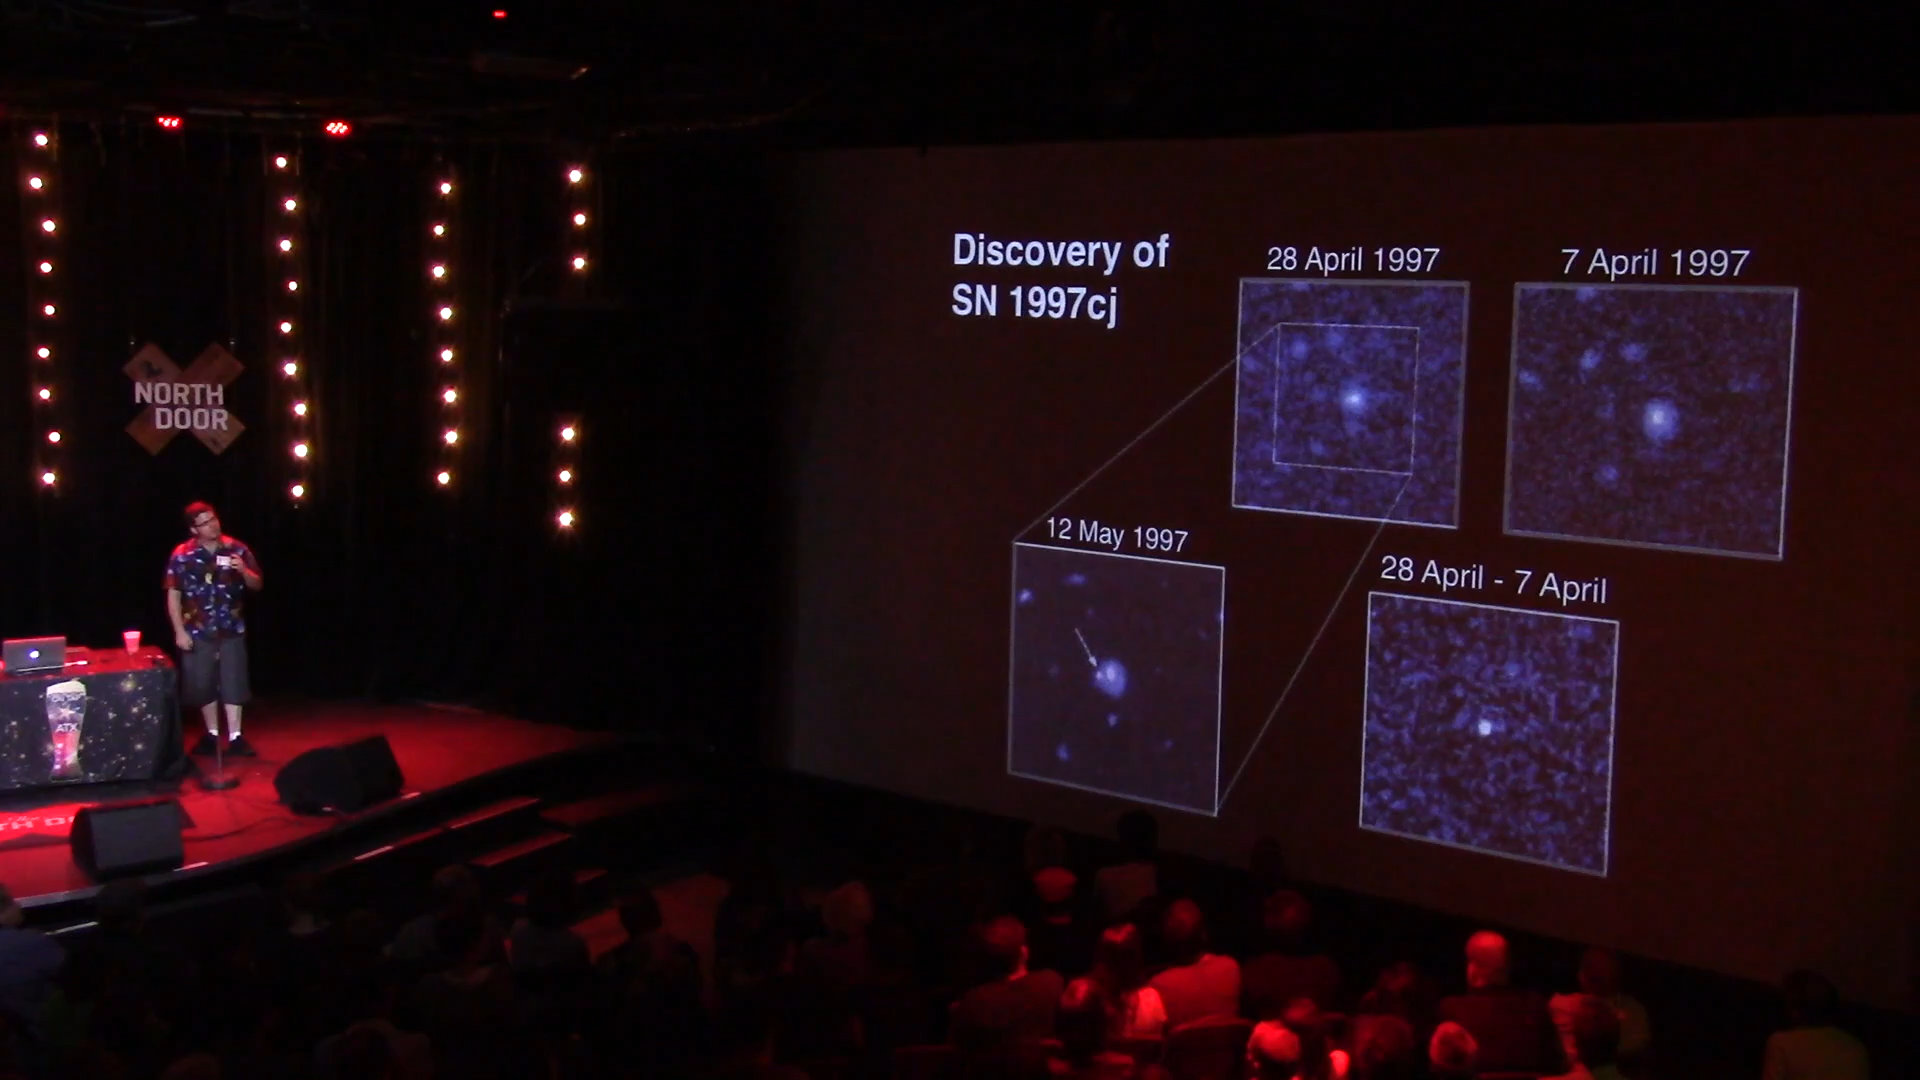 Discovery of
SN 1997cj
28 April 1997
7 April 1997
12 May 1997
28 April - 7 April
NORTH
DOOR
ATX